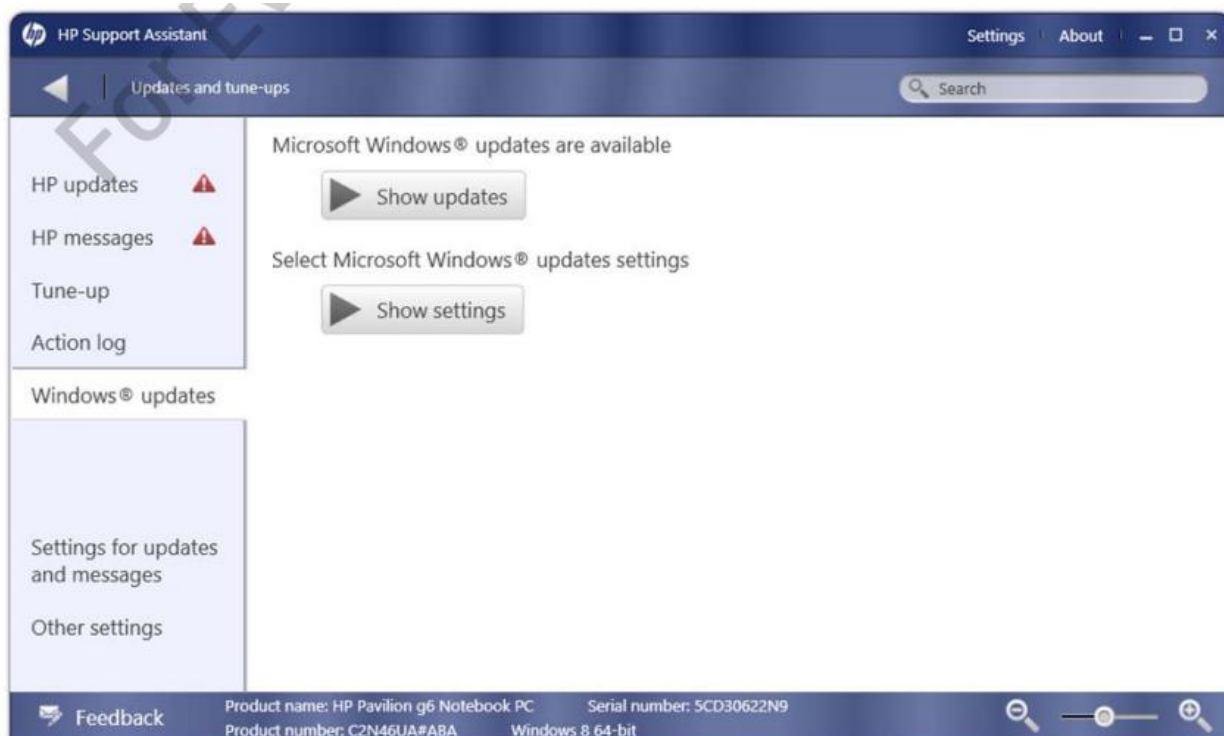 hp HP Support Assistant Settings About
Updates and tune-ups Search
Microsoft Windows® updates are available
HP updates
Show updates
HP messages
Select Microsoft Windows® updates settings
Tune-up
Show settings
Action log
Windows® updates
Settings for updates
and messages
Other settings
Feedback
Product name: HP Pavilion g6 Notebook PC Serial number: 5CD30622N9
Product number: C2N46UA#ABA Windows 8 64-bit